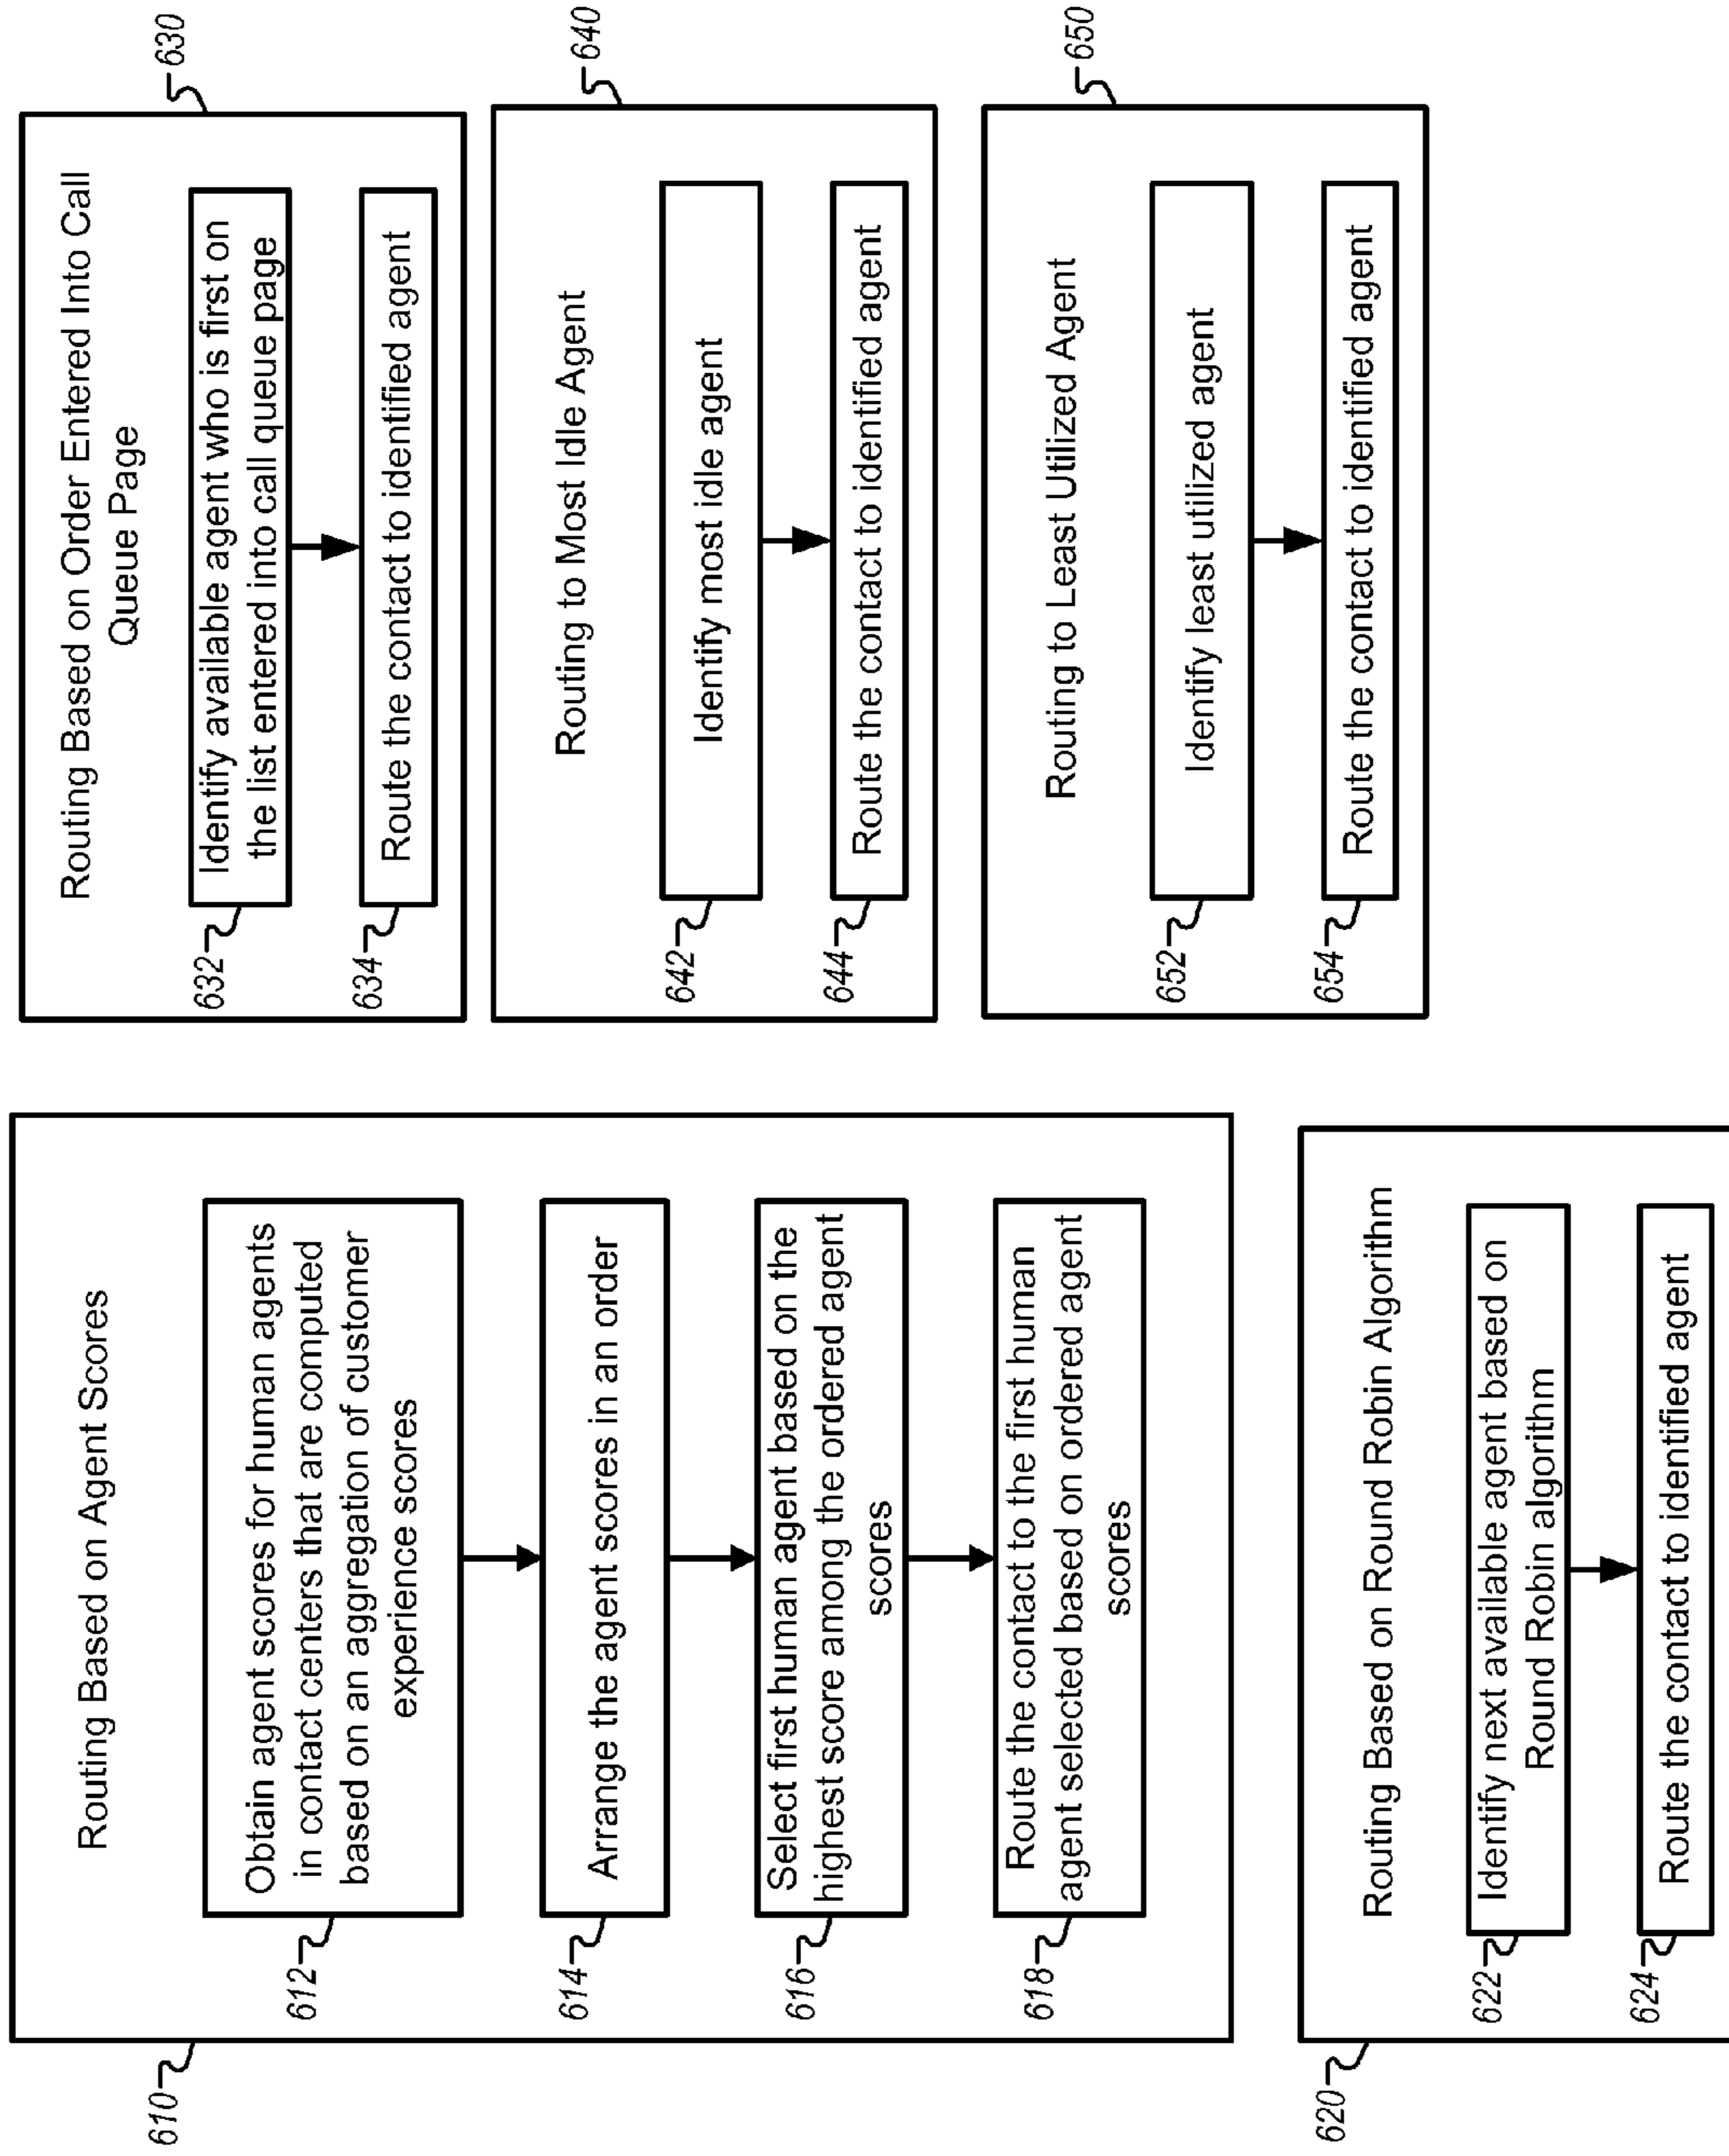 610
Routing Based on Agent Scores
612
Obtain agent scores for human agents
in contact centers that are computed
based on an aggregation of customer
experience scores
614
Arrange the agent scores in an order
616
Select first human agent based on the
highest score among the ordered agent
scores
618
Route the contact to the first human
agent selected based on ordered agent
scores
620
Routing Based on Round Robin Algorithm
622
Identify next available agent based on
Round Robin algorithm
624
Route the contact to identified agent
630
Routing Based on Order Entered Into Call
Queue Page
632
Identify available agent who is first on
the list entered into call queue page
634
Route the contact to identified agent
640
Routing to Most Idle Agent
642
Identify most idle agent
644
Route the contact to identified agent
650
Routing to Least Utilized Agent
652
Identify least utilized agent
654
Route the contact to identified agent